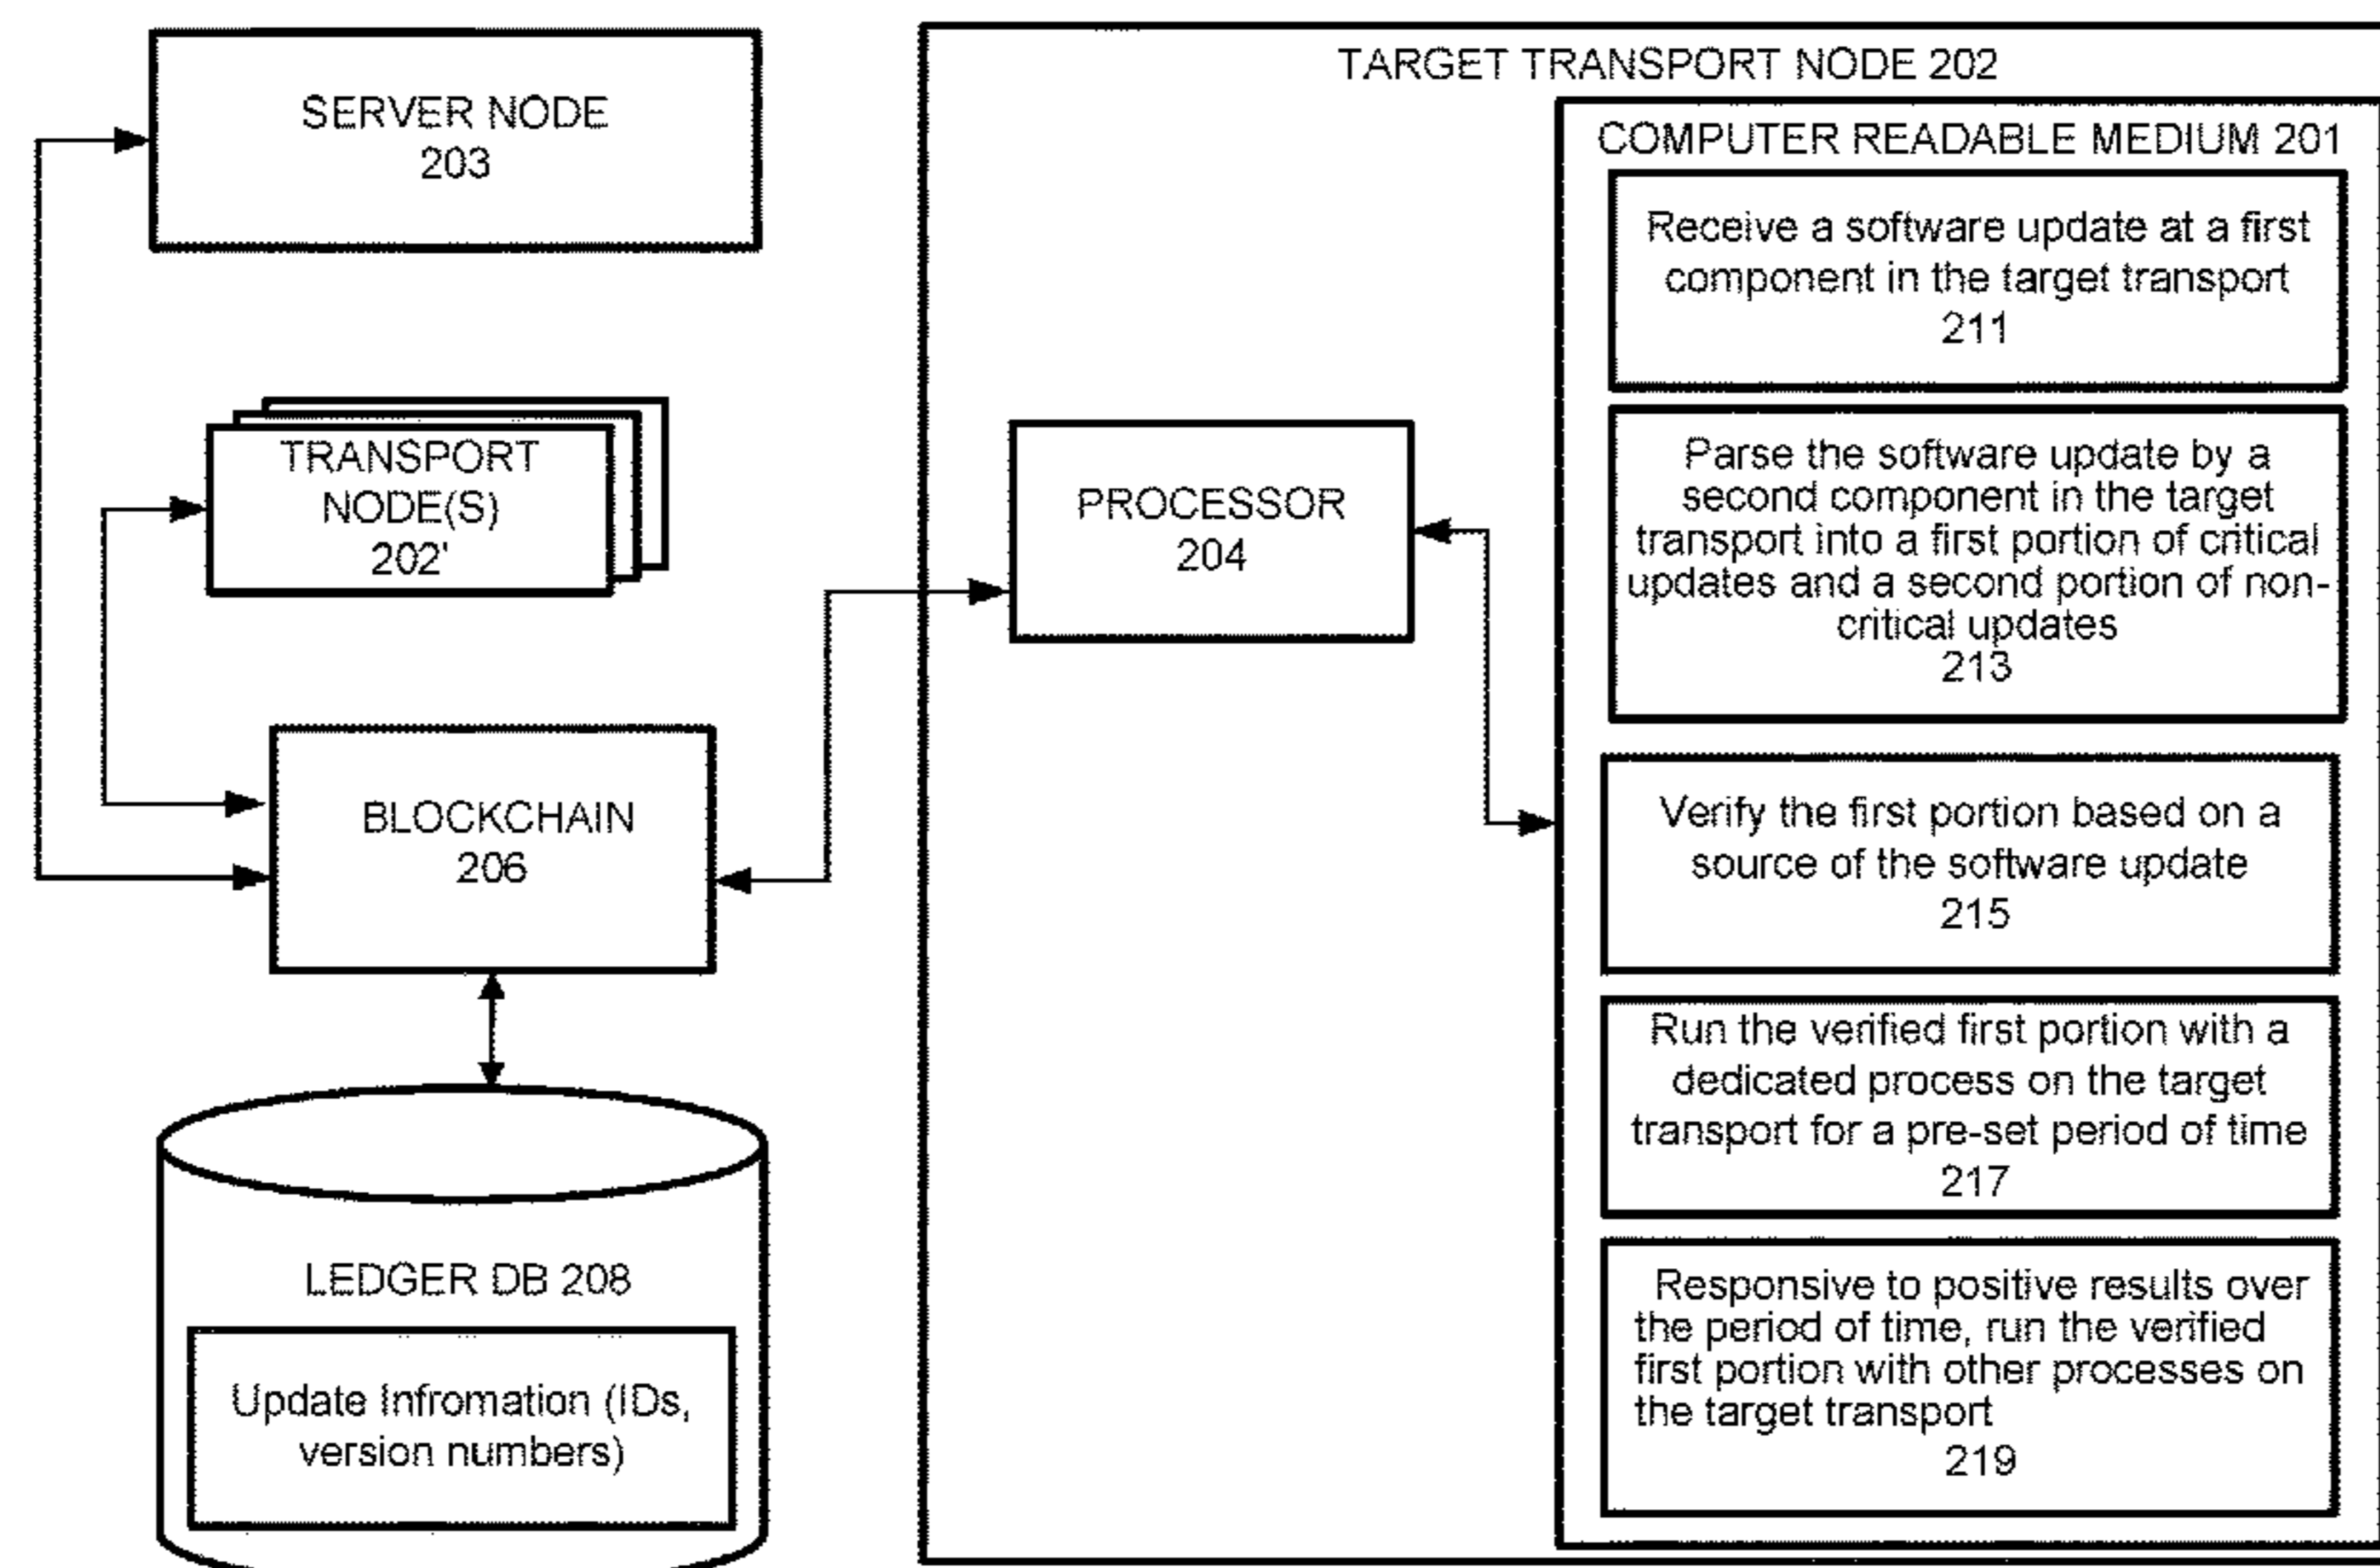 SERVER NODE
203
TRANSPORT
NODE(S)
202'
BLOCKCHAIN
206
LEDGER DB 208
Update Infromation (IDs,
version numbers)
TARGET TRANSPORT NODE 202
PROCESSOR
204
COMPUTER READABLE MEDIUM 201
Receive a software update at a first
component in the target transport
211
Parse the software update by a
second component in the target
transport into a first portion of critical
updates and a second portion of non-
critical updates
213
Verify the first portion based on a
source of the software update
215
Run the verified first portion with a
dedicated process on the target
transport for a pre-set period of time
217
Responsive to positive results over
the period of time, run the verified
first portion with other processes on
the target transport
219